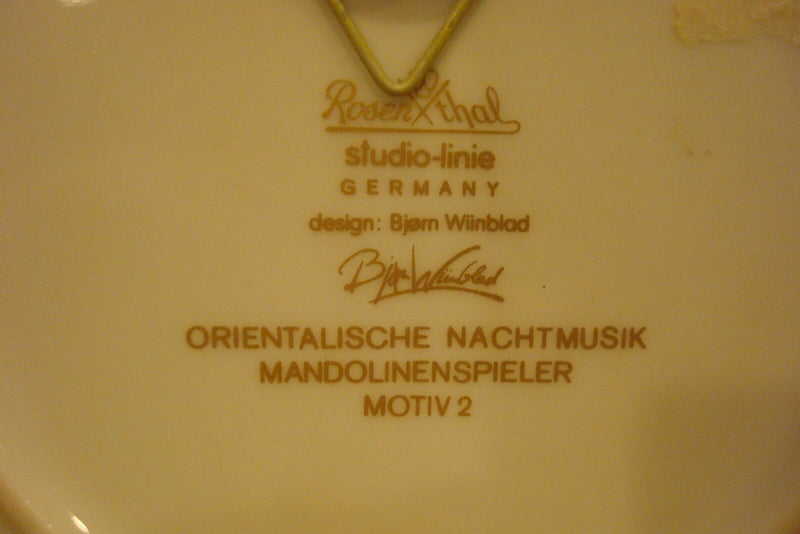 Rosenthal
studio-linie
GERMANY
design: Bjørn Wiinblad
Bjørn Wiinblad
ORIENTALISCHE NACHTMUSIK
MANDOLINENSPIELER
MOTIV 2